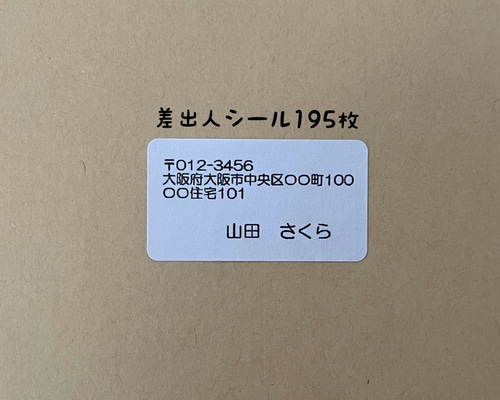 差出人シール195枚
〒012-3456
大阪府大阪市中央区〇〇町100
〇〇住宅101
山田　さくら